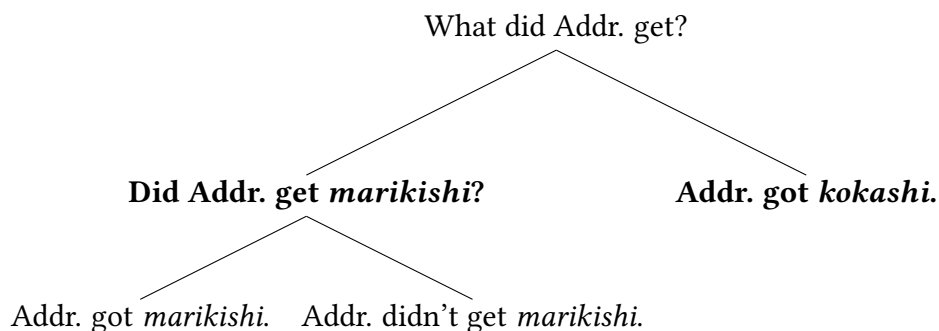 What did Addr. get?
Did Addr. get marikishi?
Addr. got kokashi.
Addr. got marikishi.
Addr. didn't get marikishi.